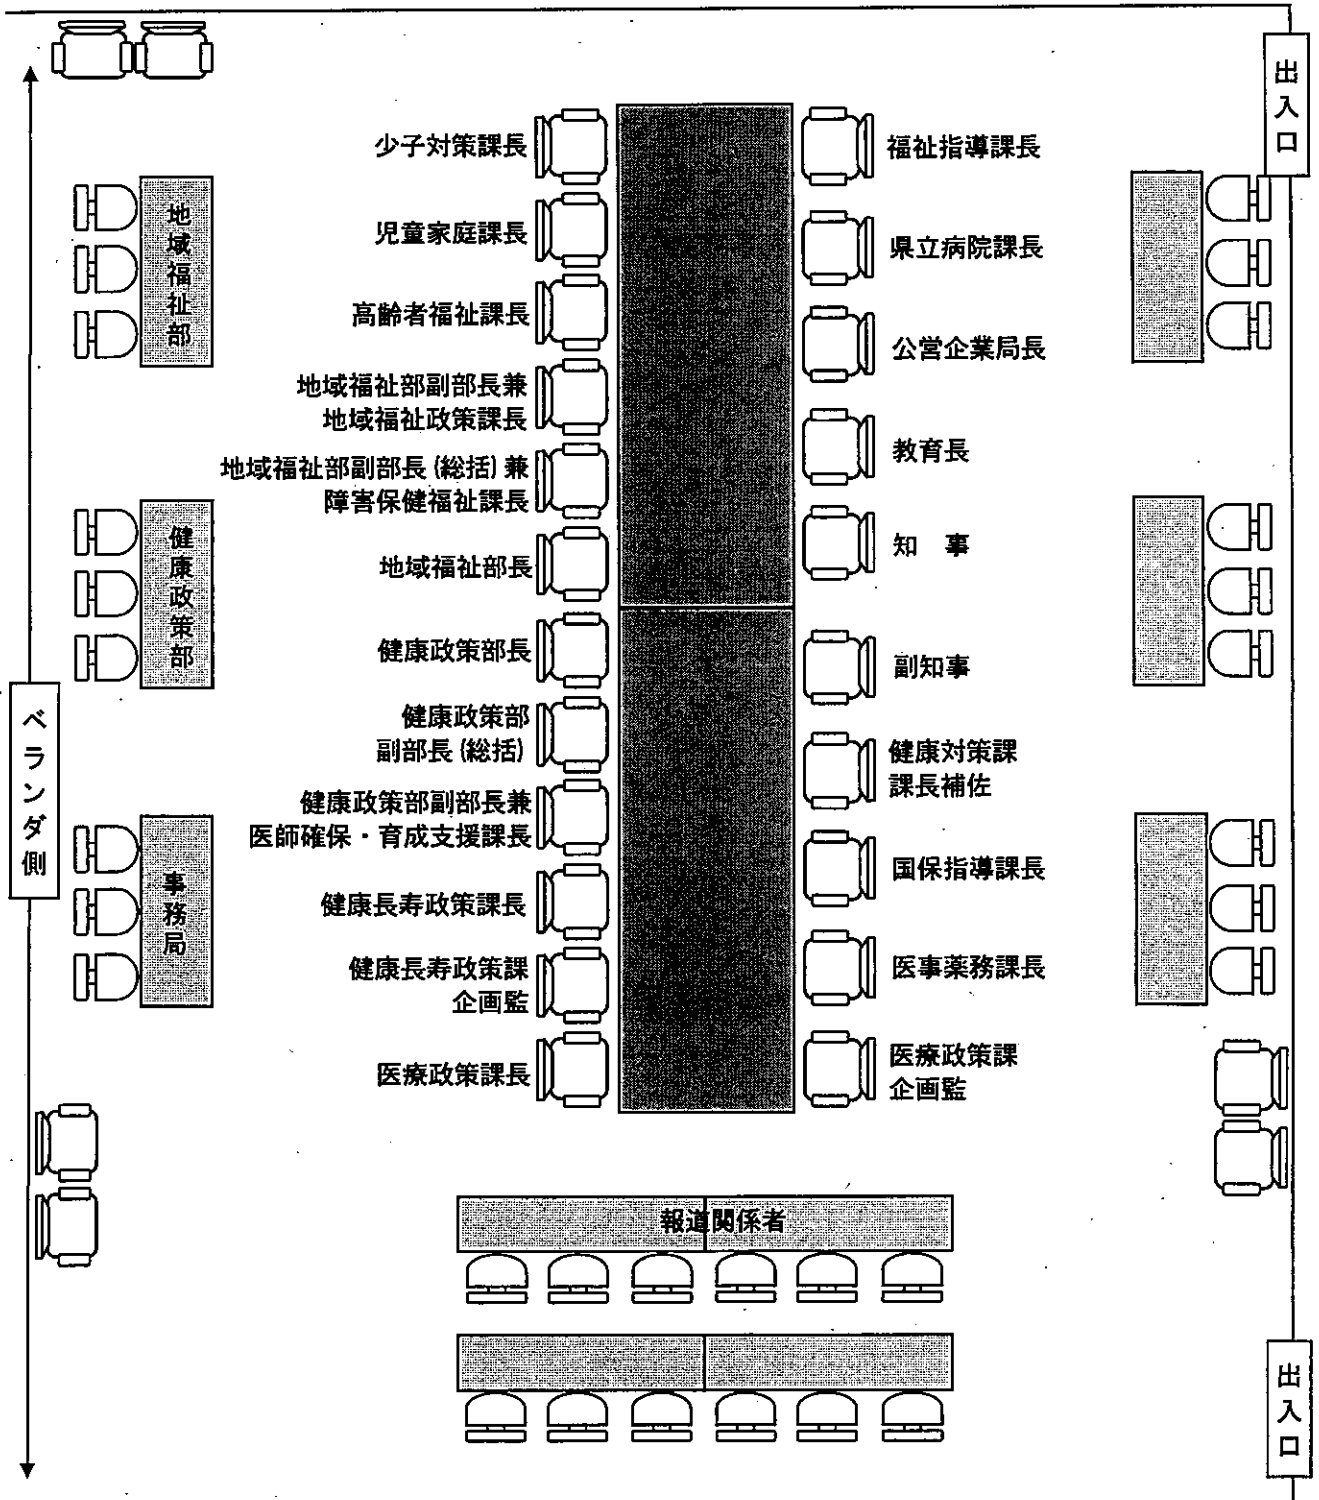 出入口
少子対策課長
児童家庭課長
高齢者福祉課長
地域福祉部副部長兼
地域福祉政策課長
地域福祉部副部長(総括)兼
障害保健福祉課長
地域福祉部長
健康政策部長
健康政策部
副部長(総括)
健康政策部副部長兼
医師確保・育成支援課長
健康長寿政策課長
健康長寿政策課
企画監
医療政策課長
福祉指導課長
県立病院課長
公営企業局長
教育長
知　事
副知事
健康対策課
課長補佐
国保指導課長
医事薬務課長
医療政策課
企画監
地域福祉部
健康政策部
事務局
ベランダ側
報道関係者
出入口